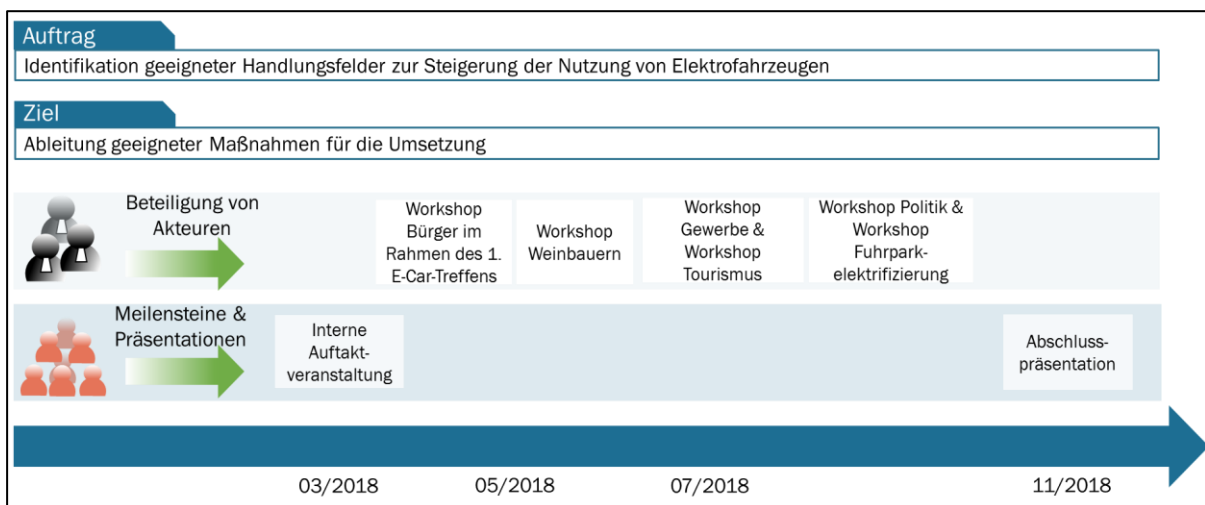 Auftrag
Identifikation geeigneter Handlungsfelder zur Steigerung der Nutzung von Elektrofahrzeugen
Ziel
Ableitung geeigneter Maßnahmen für die Umsetzung
Beteiligung von
Akteuren
Workshop
Bürger im
Rahmen des 1.
E-Car-Treffens
Workshop
Weinbauern
Workshop
Gewerbe &
Workshop
Tourismus
Workshop Politik &
Workshop
Fuhrpark-
elektrifizierung
Meilensteine &
Präsentationen
Interne
Auftakt-
veranstaltung
Abschluss-
präsentation
03/2018
05/2018
07/2018
11/2018